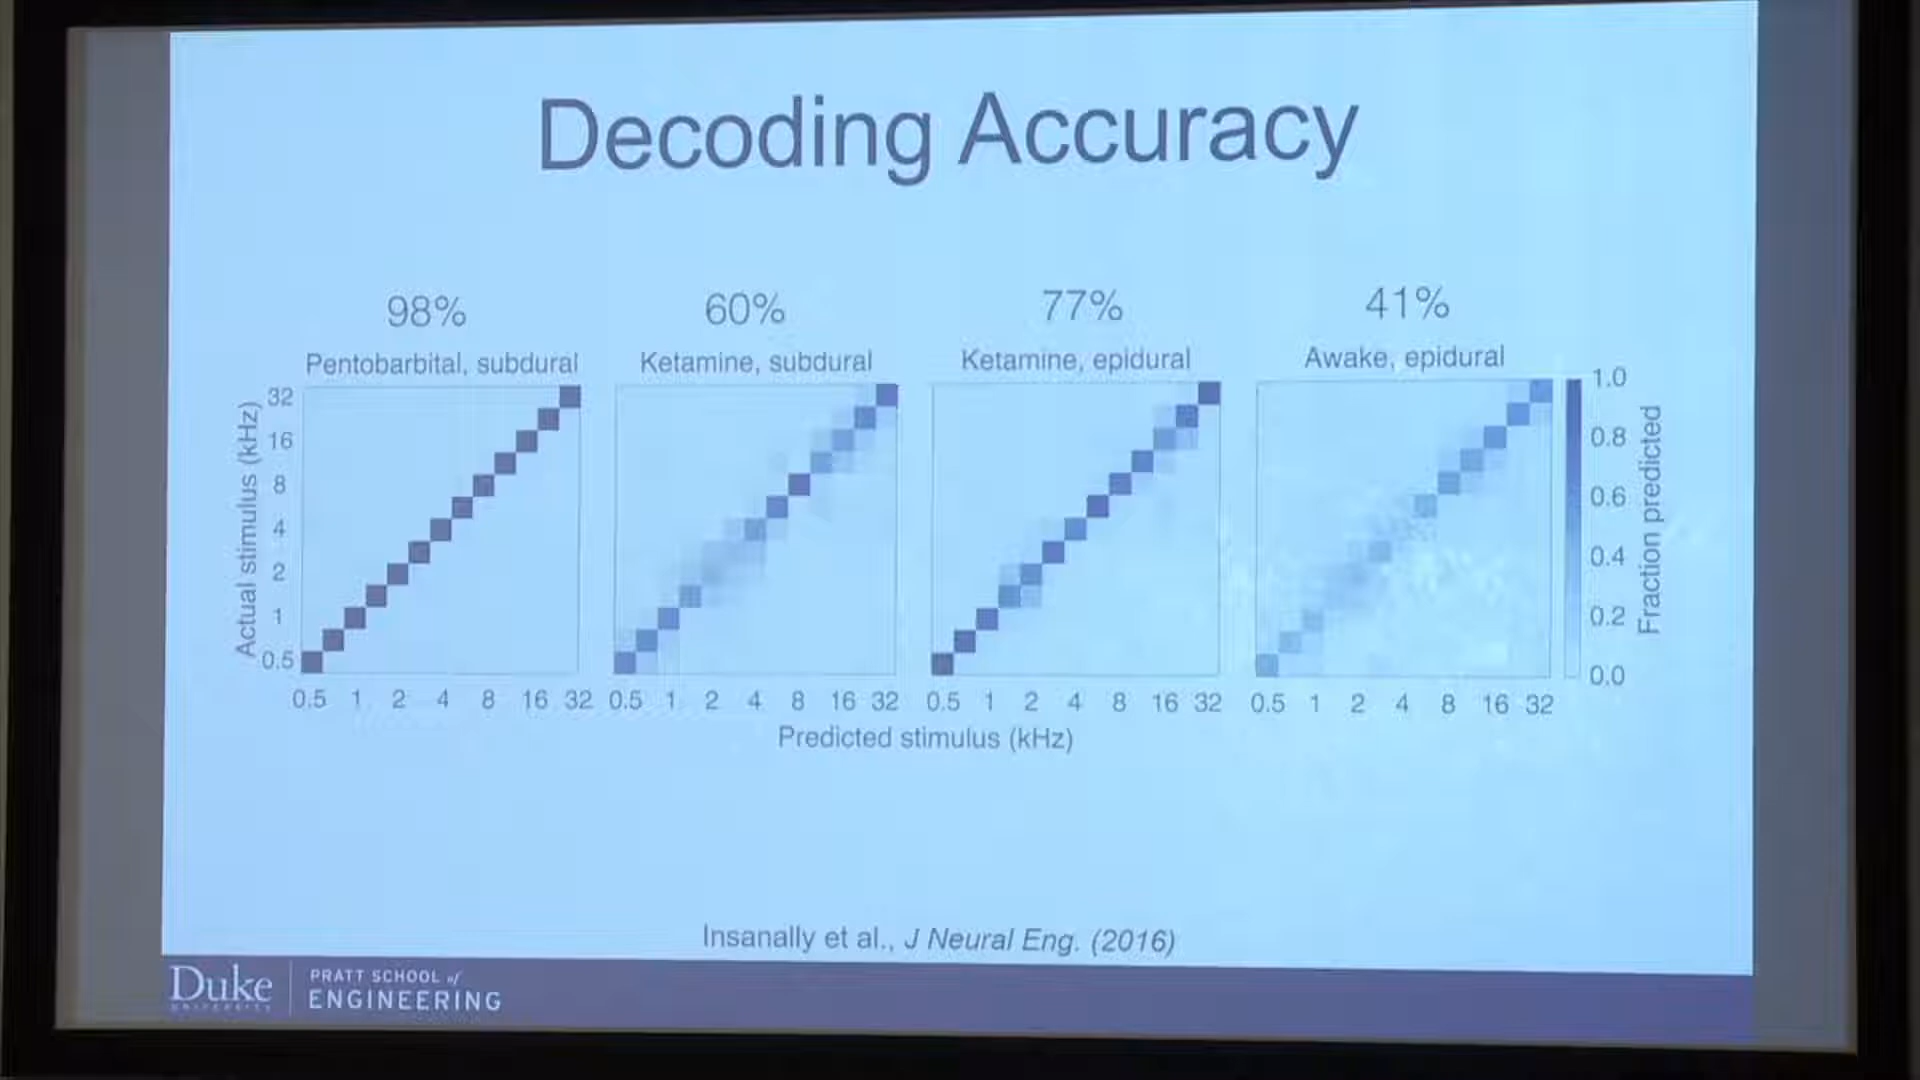 Decoding Accuracy
98% 60% 77% 41%
Pentobarbital, subdural Ketamine, subdural Ketamine, epidural Awake, epidural
Actual stimulus (kHz)
32
16
8
4
2
1
0.5
0.5 1 2 4 8 16 32 0.5 1 2 4 8 16 32 0.5 1 2 4 8 16 32 0.5 1 2 4 8 16 32
Predicted stimulus (kHz)
1.0
0.8
0.6
0.4
0.2
0.0
Fraction predicted
Insanally et al., J Neural Eng. (2016)
Duke
UNIVERSITY
PRATT SCHOOL of
ENGINEERING